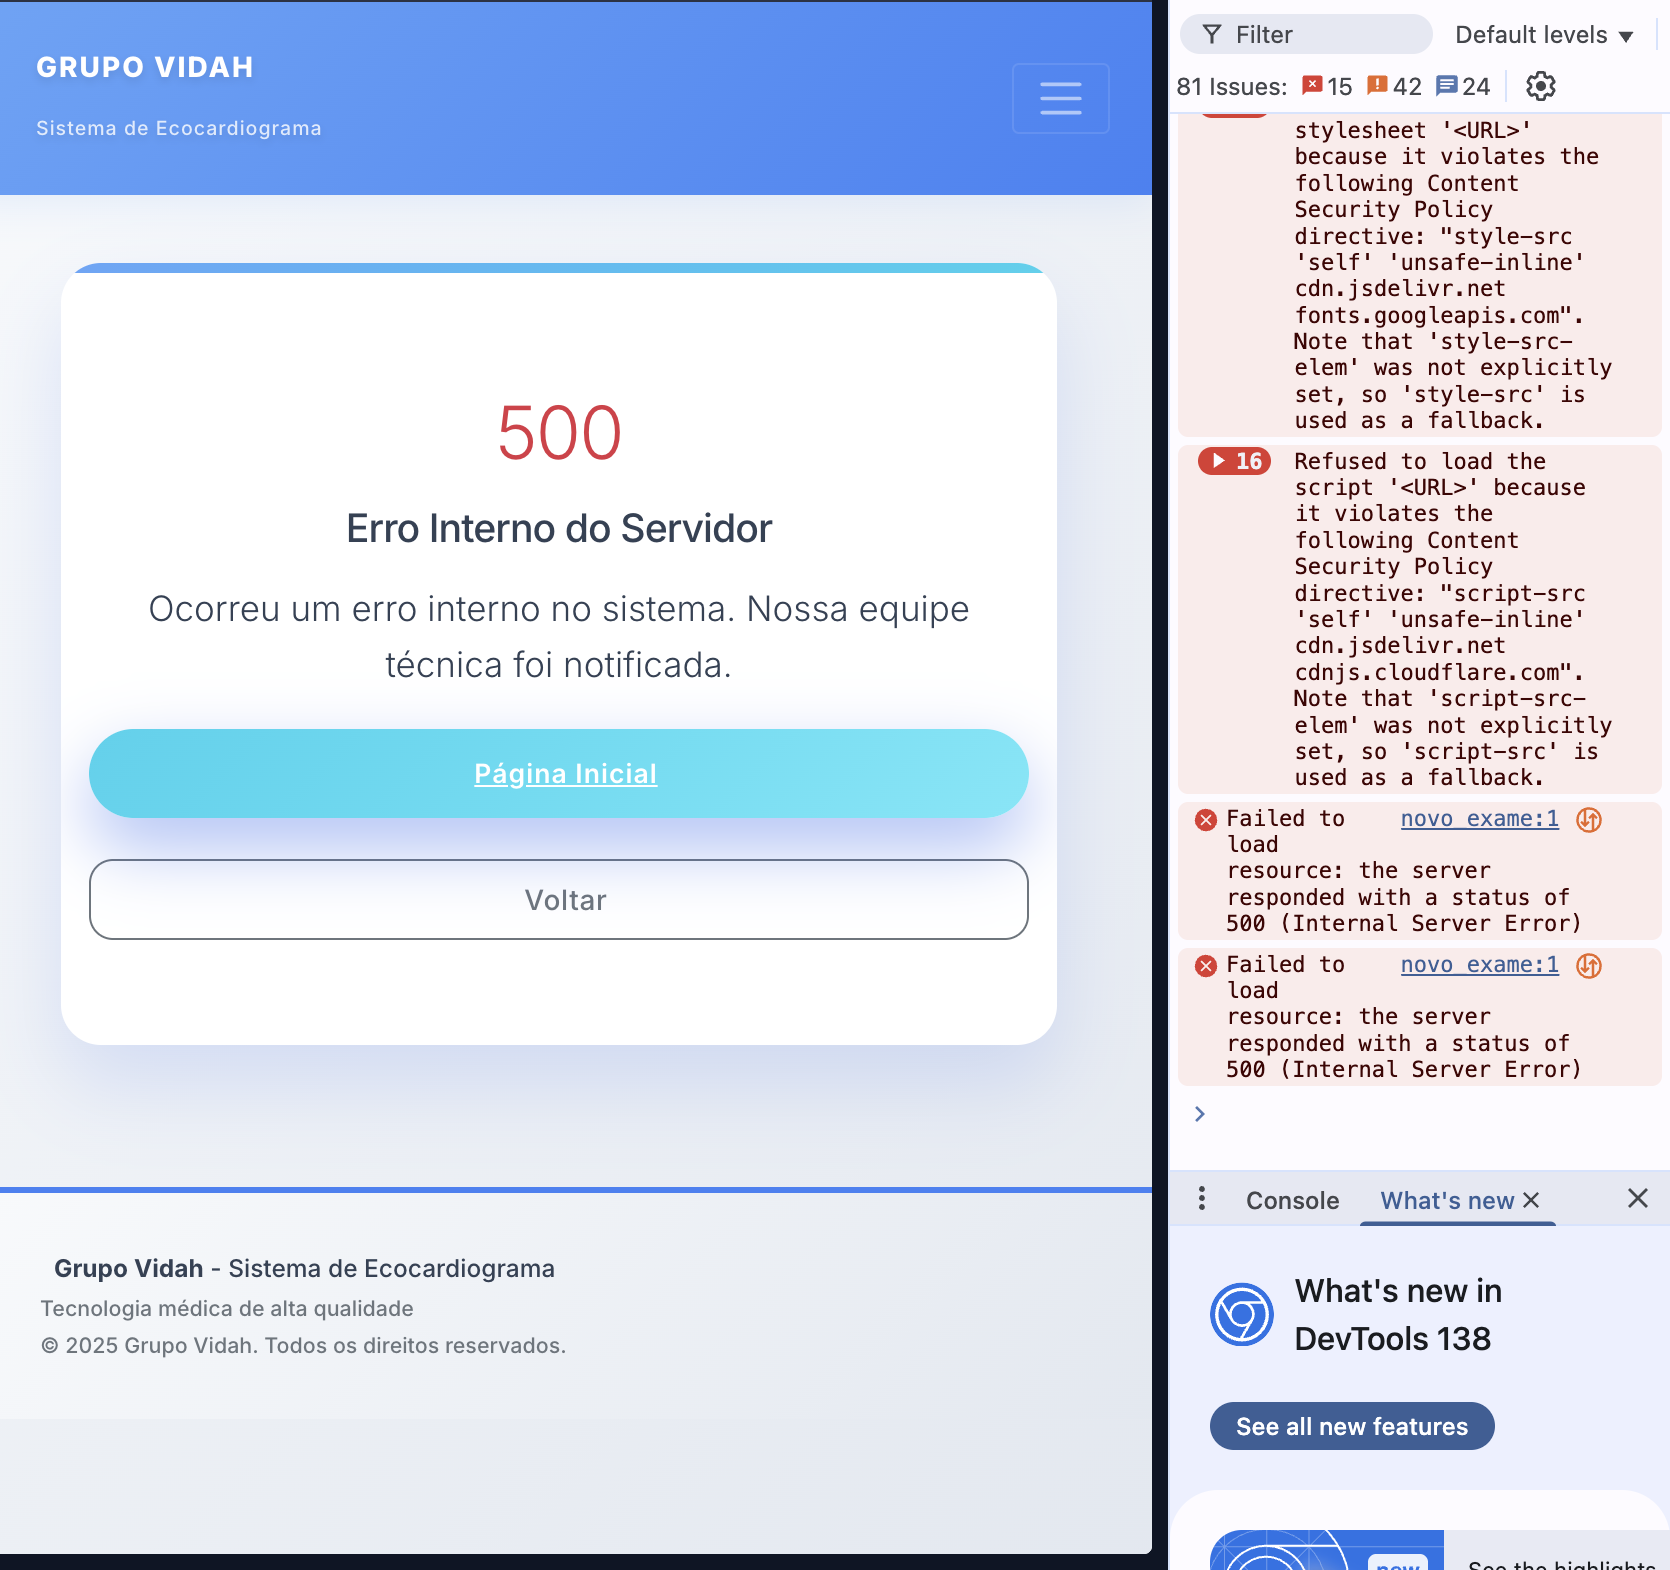 GRUPO VIDAH
Sistema de Ecocardiograma
500
Erro Interno do Servidor
Ocorreu um erro interno no sistema. Nossa equipe
técnica foi notificada.
Página Inicial
Voltar
Grupo Vidah - Sistema de Ecocardiograma
Tecnologia médica de alta qualidade
© 2025 Grupo Vidah. Todos os direitos reservados.
Filter
Default levels
81 Issues: 15 42 24
stylesheet '<URL>'
because it violates the
following Content
Security Policy
directive: "style-src
'self' 'unsafe-inline'
cdn.jsdelivr.net
fonts.googleapis.com".
Note that 'style-src-
elem' was not explicitly
set, so 'style-src' is
used as a fallback.
16 Refused to load the
script '<URL>' because
it violates the
following Content
Security Policy
directive: "script-src
'self' 'unsafe-inline'
cdn.jsdelivr.net
cdnjs.cloudflare.com".
Note that 'script-src-
elem' was not explicitly
set, so 'script-src' is
used as a fallback.
Failed to novo_exame:1
load
resource: the server
responded with a status of
500 (Internal Server Error)
Failed to novo_exame:1
load
resource: the server
responded with a status of
500 (Internal Server Error)
Console
What's new
What's new in
DevTools 138
See all new features
new
See the highlights